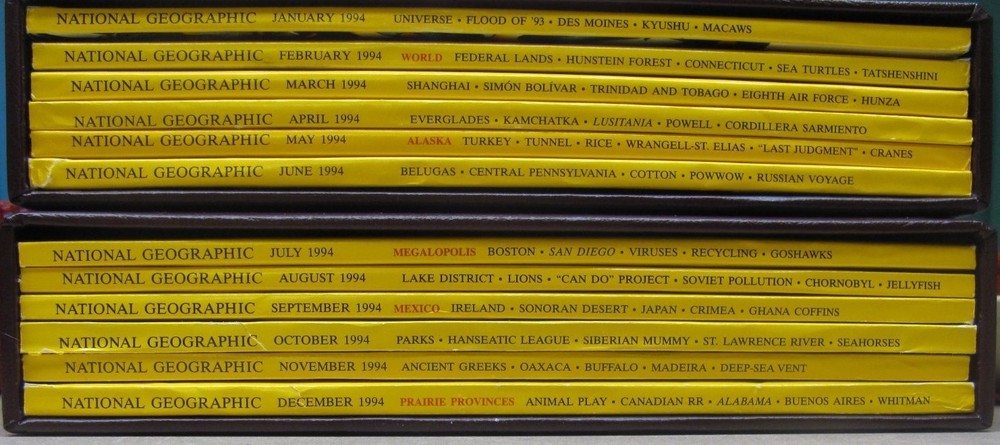 NATIONAL GEOGRAPHIC JANUARY 1994 UNIVERSE • FLOOD OF '93 • DES MOINES • KYUSHU • MACAWS
NATIONAL GEOGRAPHIC FEBRUARY 1994 WORLD FEDERAL LANDS • HUNSTEIN FOREST • CONNECTICUT • SEA TURTLES • TATSHENSHINI
NATIONAL GEOGRAPHIC MARCH 1994 SHANGHAI • SIMÓN BOLÍVAR • TRINIDAD AND TOBAGO • EIGHTH AIR FORCE • HUNZA
NATIONAL GEOGRAPHIC APRIL 1994 EVERGLADES • KAMCHATKA • LUSITANIA • POWELL • CORDILLERA SARMIENTO
NATIONAL GEOGRAPHIC MAY 1994 ALASKA TURKEY • TUNNEL • RICE • WRANGELL-ST. ELIAS • "LAST JUDGMENT" • CRANES
NATIONAL GEOGRAPHIC JUNE 1994 BELUGAS • CENTRAL PENNSYLVANIA • COTTON • POWWOW • RUSSIAN VOYAGE
NATIONAL GEOGRAPHIC JULY 1994 MEGALOPOLIS BOSTON • SAN DIEGO • VIRUSES • RECYCLING • GOSHAWKS
NATIONAL GEOGRAPHIC AUGUST 1994 LAKE DISTRICT • LIONS • "CAN DO" PROJECT • SOVIET POLLUTION • CHORNOBYL • JELLYFISH
NATIONAL GEOGRAPHIC SEPTEMBER 1994 MEXICO IRELAND • SONORAN DESERT • JAPAN • CRIMEA • GHANA COFFINS
NATIONAL GEOGRAPHIC OCTOBER 1994 PARKS • HANSEATIC LEAGUE • SIBERIAN MUMMY • ST. LAWRENCE RIVER • SEAHORSES
NATIONAL GEOGRAPHIC NOVEMBER 1994 ANCIENT GREEKS • OAXACA • BUFFALO • MADEIRA • DEEP-SEA VENT
NATIONAL GEOGRAPHIC DECEMBER 1994 PRAIRIE PROVINCES ANIMAL PLAY • CANADIAN RR • ALABAMA • BUENOS AIRES • WHITMAN